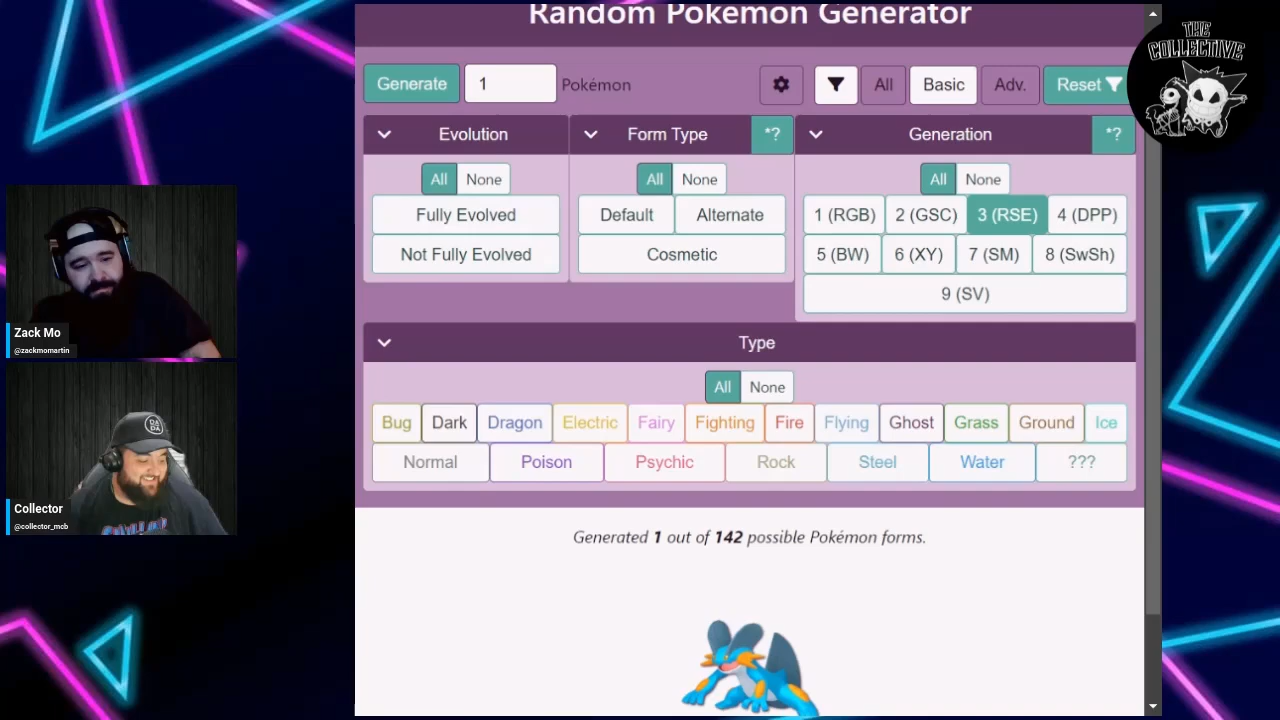 Random Pokemon Generator
Generate 1 Pokémon All Basic Adv. Reset
Evolution
All None
Fully Evolved
Not Fully Evolved
Form Type *?
All None
Default Alternate
Cosmetic
Generation *?
All None
1 (RGB) 2 (GSC) 3 (RSE) 4 (DPP)
5 (BW) 6 (XY) 7 (SM) 8 (SwSh)
9 (SV)
Type
All None
Bug Dark Dragon Electric Fairy Fighting Fire Flying Ghost Grass Ground Ice
Normal Poison Psychic Rock Steel Water ???
Generated 1 out of 142 possible Pokémon forms.
THE
COLLECTIVE
Zack Mo
@zackmomartin
DA
DA
Collector
@collector_mcb